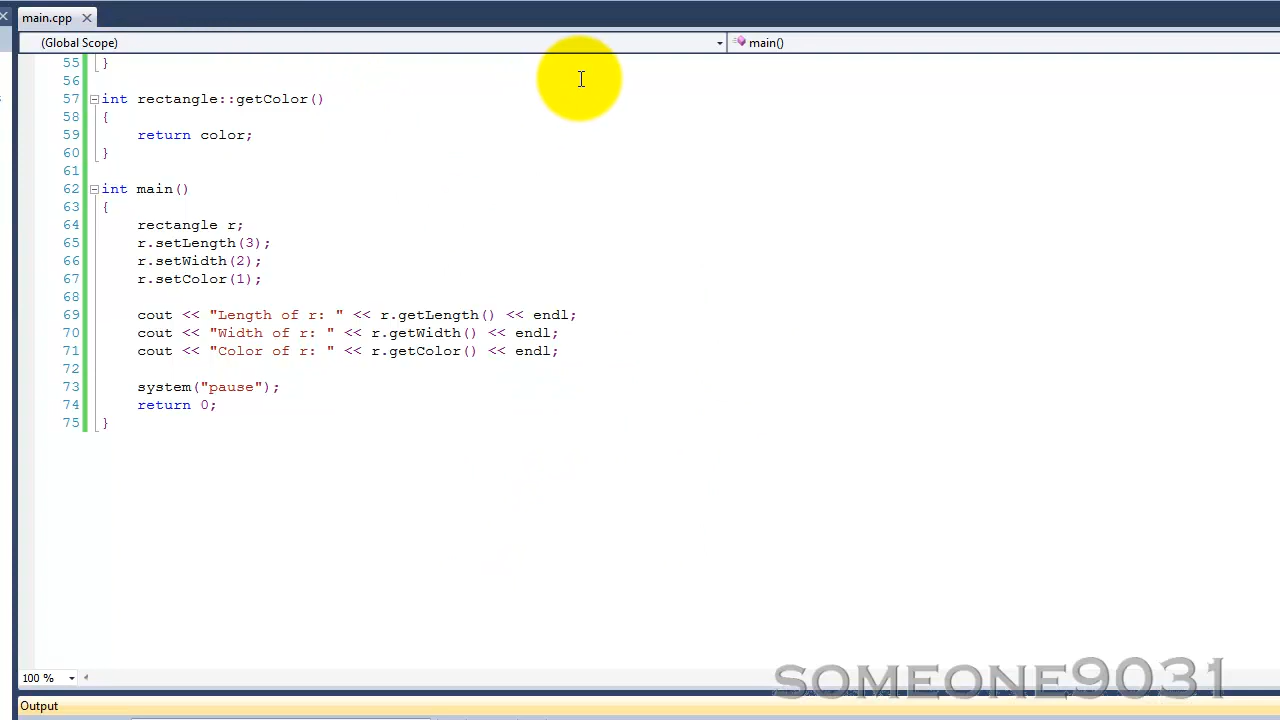 main.cpp
(Global Scope)
main()
55 }
56
57 int rectangle::getColor()
58 {
59 return color;
60 }
61
62 int main()
63 {
64 rectangle r;
65 r.setLength(3);
66 r.setWidth(2);
67 r.setColor(1);
68
69 cout << "Length of r: " << r.getLength() << endl;
70 cout << "Width of r: " << r.getWidth() << endl;
71 cout << "Color of r: " << r.getColor() << endl;
72
73 system("pause");
74 return 0;
75 }
100 %
SOMEONE9031
Output